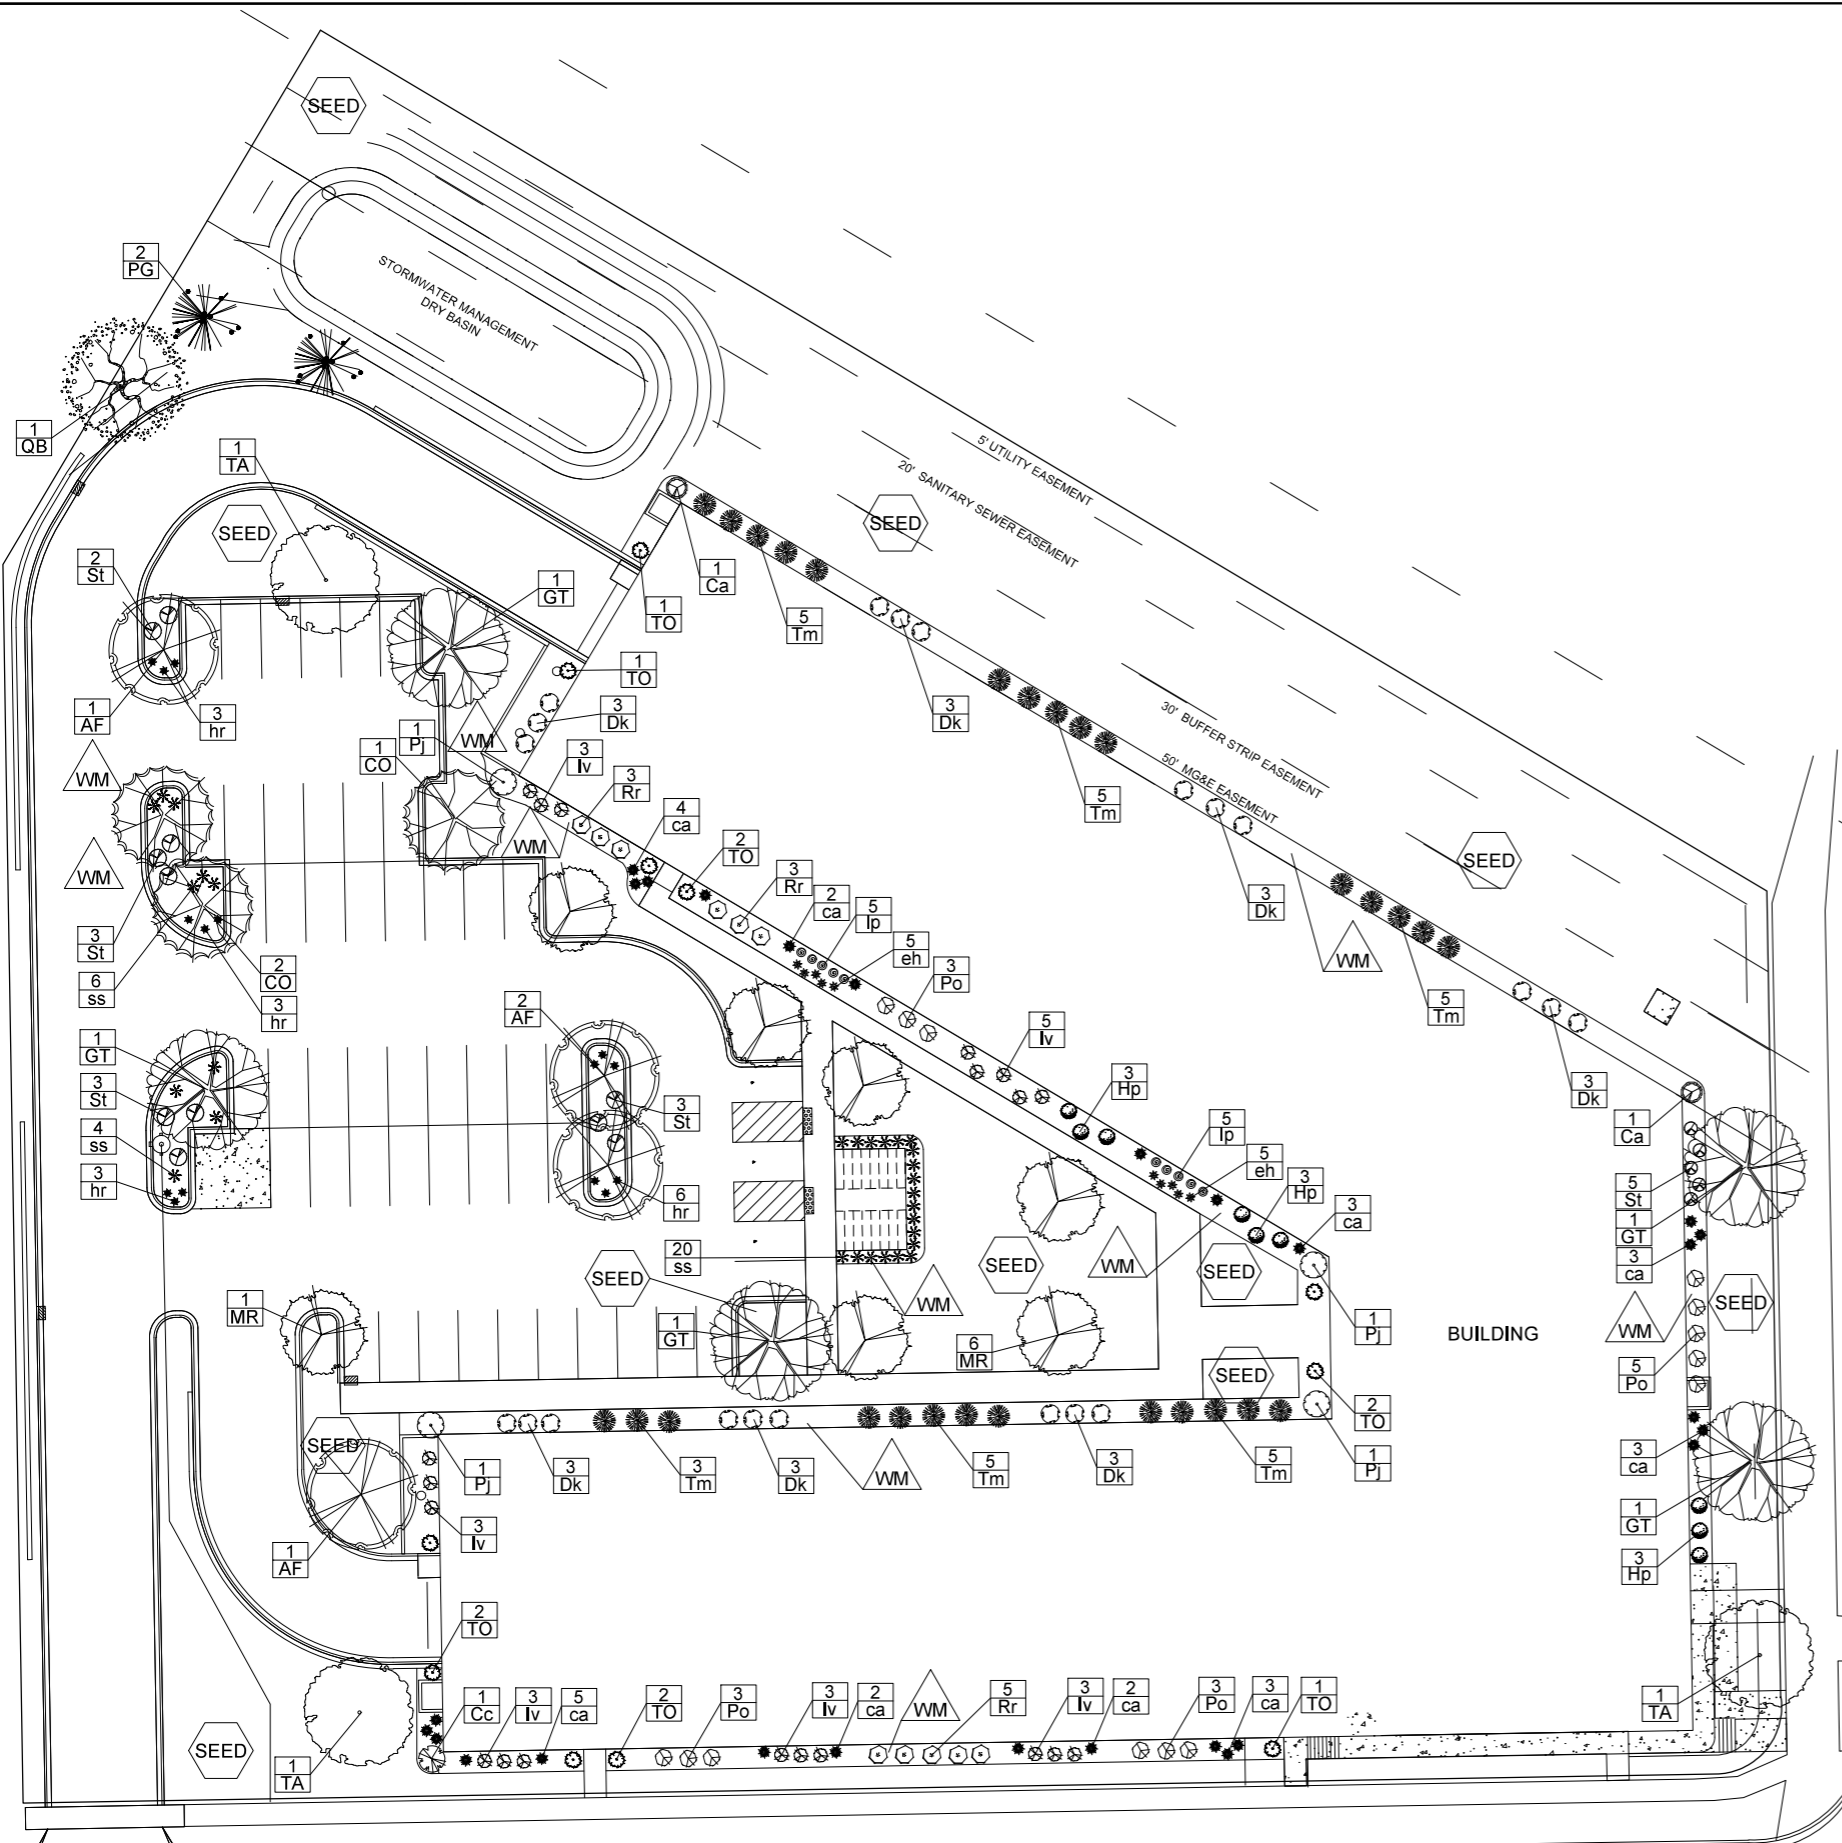 SEED
2
PG
STORMWATER MANAGEMENT
DRY BASIN
1
QB
1
TA
SEED
5' UTILITY EASEMENT
20' SANITARY SEWER EASEMENT
SEED
2
St
1
GT
1
TO
1
Ca
5
Tm
1
AF
3
hr
1
TO
3
Dk
3
Dk
WM
1
CO
1
Pj
WM
3
Iv
3
Rr
30' BUFFER STRIP EASEMENT
50' MG&E EASEMENT
5
Tm
WM
WM
4
ca
2
TO
3
Rr
2
ca
5
Ip
5
eh
SEED
3
Dk
WM
3
St
6
ss
2
CO
3
hr
3
Po
5
Iv
5
Tm
2
AF
1
GT
3
St
4
ss
3
hr
3
St
6
hr
3
Hp
5
Ip
5
eh
3
Hp
3
ca
3
Dk
1
Ca
5
St
1
GT
3
ca
20
ss
SEED
SEED
WM
SEED
WM
1
MR
1
GT
6
MR
1
Pj
BUILDING
WM
SEED
5
Po
SEED
2
TO
1
Pj
SEED
1
Pj
3
Dk
3
Tm
3
Dk
WM
5
Tm
3
Dk
5
Tm
3
ca
1
GT
3
Hp
3
Iv
1
AF
2
TO
1
Cc
3
Iv
5
ca
2
TO
3
Po
3
Iv
2
ca
WM
5
Rr
3
Iv
2
ca
3
Po
3
ca
1
TO
1
TA
SEED
1
TA